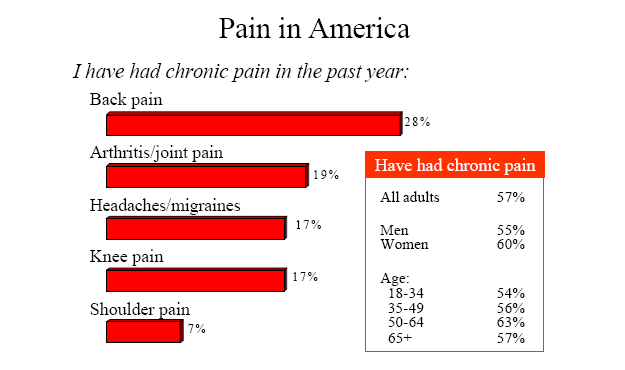 Pain in America
I have had chronic pain in the past year:
Back pain
28%
Arthritis/joint pain
19%
Headaches/migraines
17%
Knee pain
17%
Shoulder pain
7%
Have had chronic pain
All adults 57%
Men 55%
Women 60%
Age:
18-34 54%
35-49 56%
50-64 63%
65+ 57%